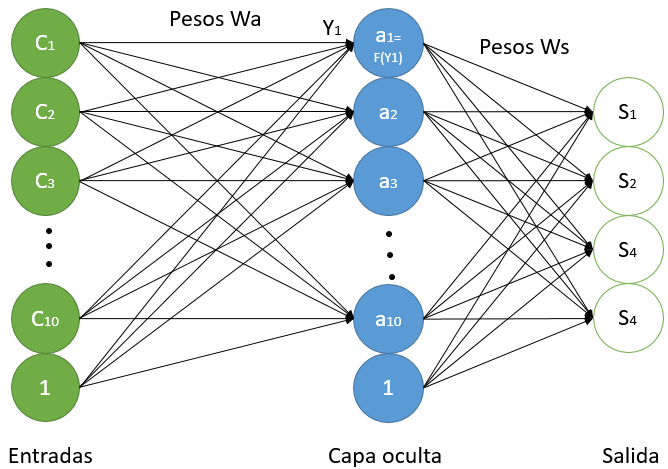 Pesos Wa
Y1
Pesos Ws
C1
C2
C3
C10
1
a1=
F(Y1)
a2
a3
a10
1
S1
S2
S4
S4
Entradas
Capa oculta
Salida